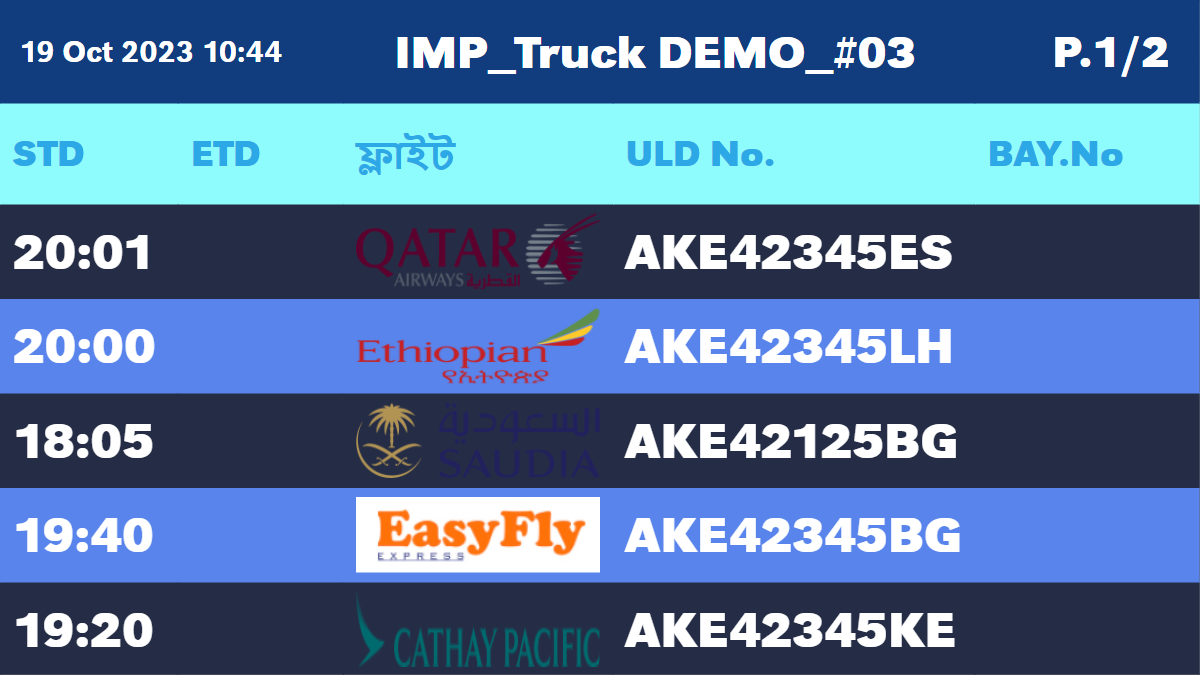 19 Oct 2023 10:44 IMP_Truck DEMO_#03 P.1/2
STD ETD ফ্লাইট ULD No. BAY.No
20:01 QATAR AIRWAYS القطرية AKE42345ES
20:00 Ethiopian የኢትዮጵያ AKE42345LH
18:05 السعودية SAUDIA AKE42125BG
19:40 EasyFly EXPRESS AKE42345BG
19:20 CATHAY PACIFIC AKE42345KE